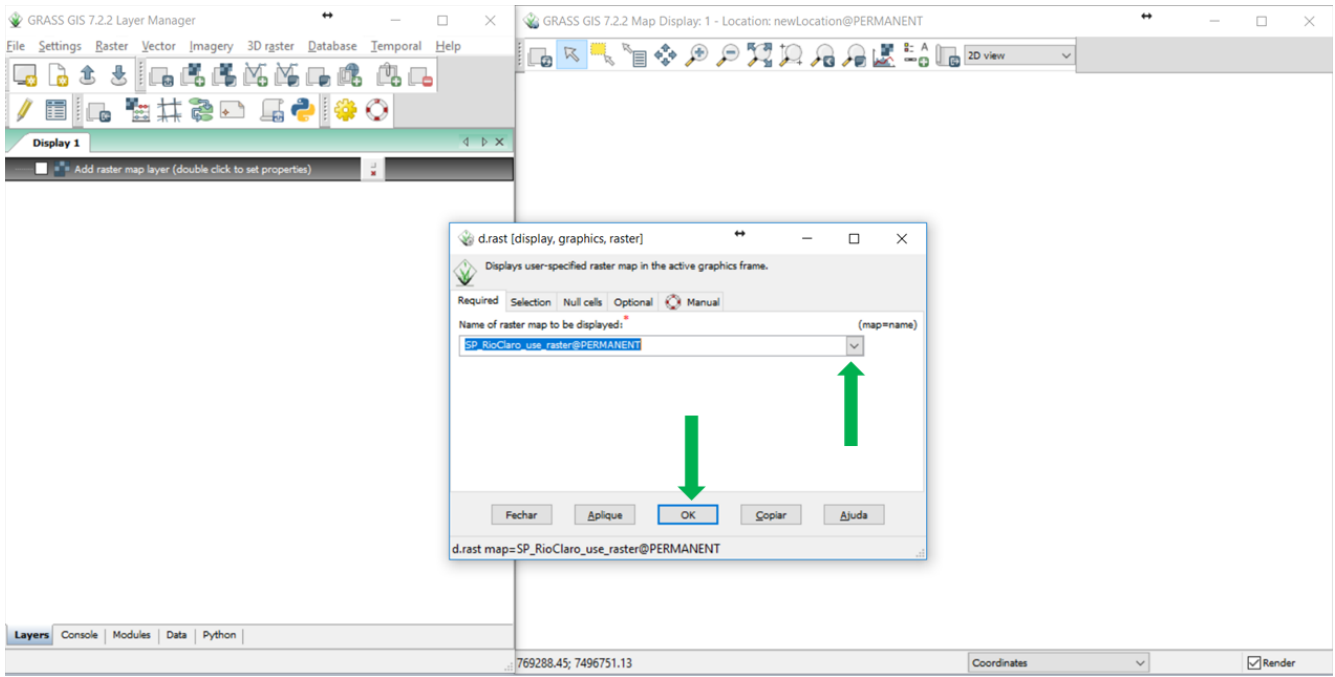 GRASS GIS 7.2.2 Layer Manager
File Settings Raster Vector Imagery 3D raster Database Temporal Help
Display 1
Add raster map layer (double click to set properties)
Layers Console Modules Data Python
GRASS GIS 7.2.2 Map Display: 1 - Location: newLocation@PERMANENT
2D view
d.rast [display, graphics, raster]
Displays user-specified raster map in the active graphics frame.
Required Selection Null cells Optional Manual
Name of raster map to be displayed:* (map=name)
SP_RioClaro_use_raster@PERMANENT
Fechar Aplique OK Copiar Ajuda
d.rast map=SP_RioClaro_use_raster@PERMANENT
769288.45; 7496751.13 Coordinates Render